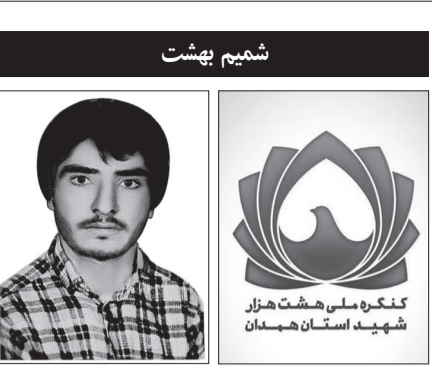 شمیم بهشت
کنگره ملی هشت هزار
شهید استان همدان